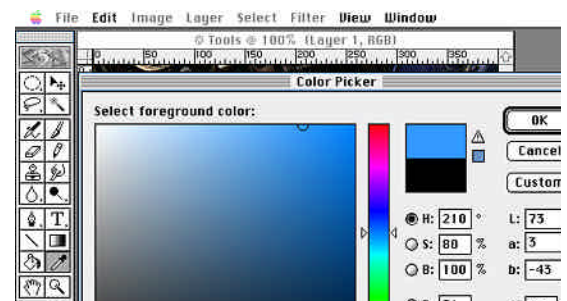 File Edit Image Layer Select Filter View Window
© Tools @ 100% (Layer 1, RGB)
0 50 100 150 200 250 300 350
Color Picker
Select foreground color:
OK
Cancel
Custom
H: 210 °
L: 73
S: 80 %
a: 3
B: 100 %
b: -43
T